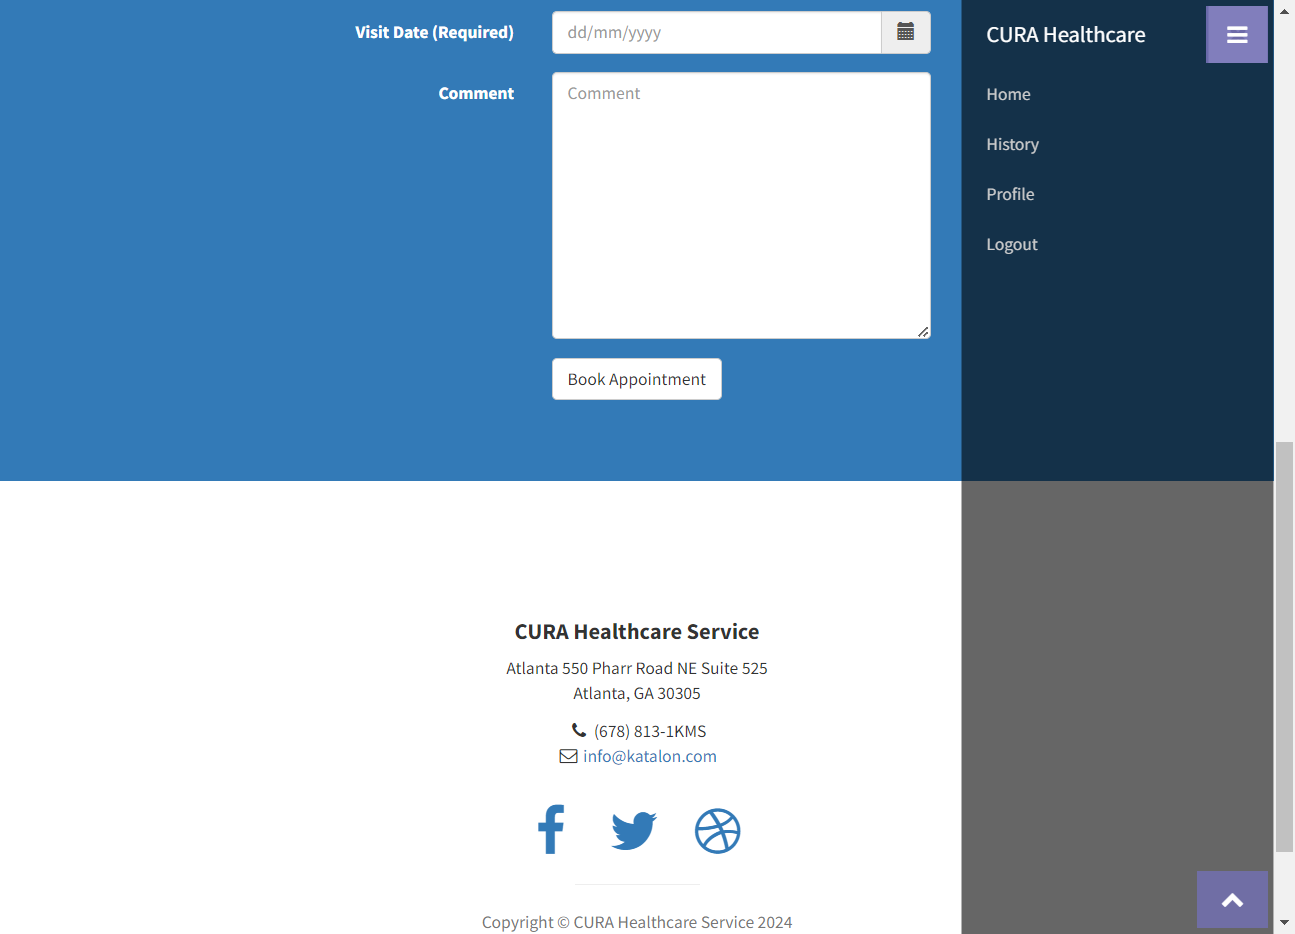 Visit Date (Required)
dd/mm/yyyy
Comment
Comment
Book Appointment
CURA Healthcare
Home
History
Profile
Logout
CURA Healthcare Service
Atlanta 550 Pharr Road NE Suite 525
Atlanta, GA 30305
(678) 813-1KMS
info@katalon.com
Copyright © CURA Healthcare Service 2024